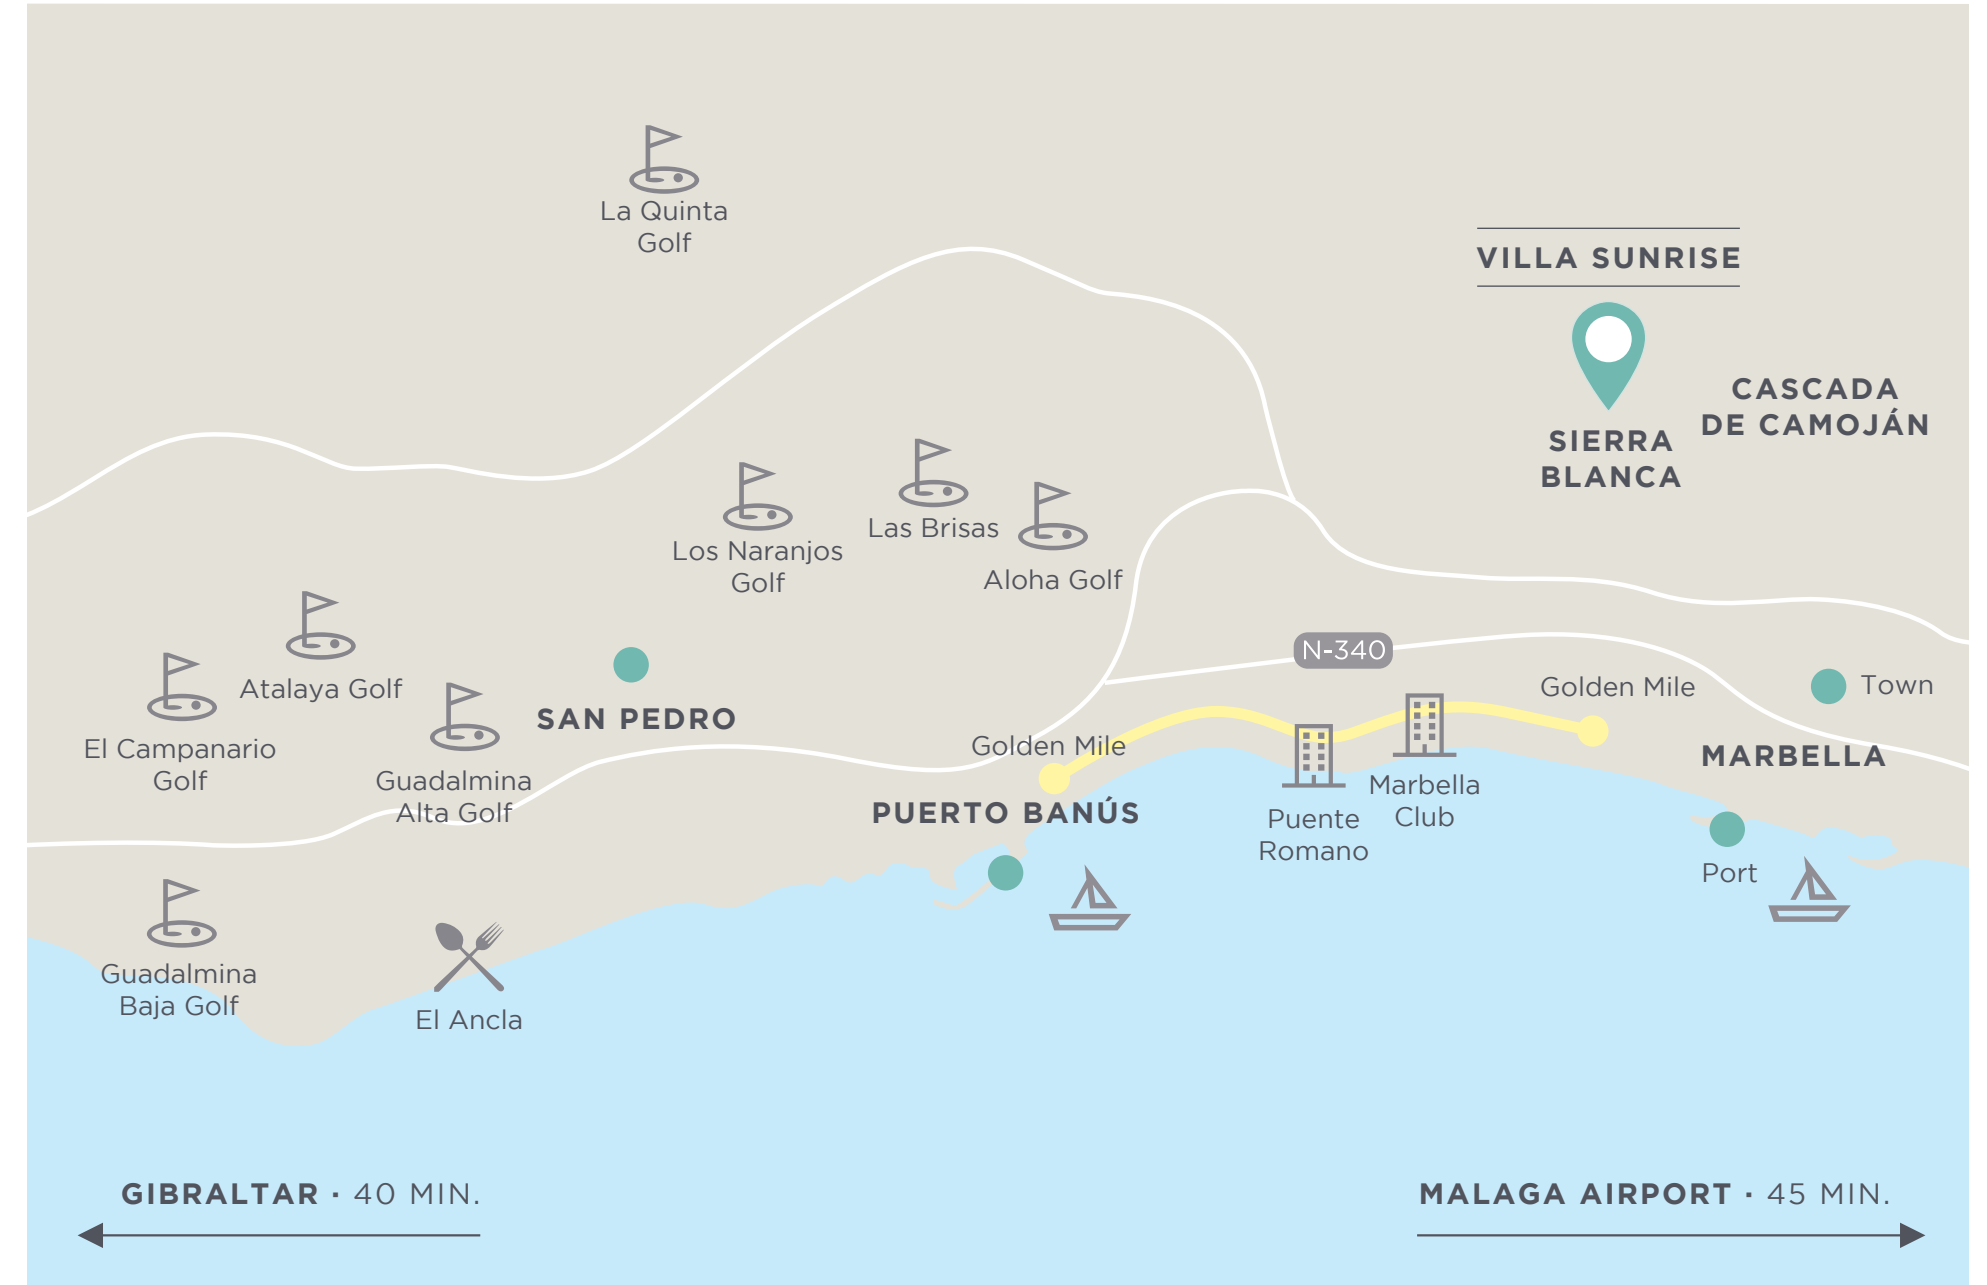 La Quinta
Golf
VILLA SUNRISE
CASCADA
DE CAMOJÁN
SIERRA
BLANCA
Las Brisas
Los Naranjos
Golf
Aloha Golf
N-340
Atalaya Golf
SAN PEDRO
Golden Mile
Town
El Campanario
Golf
Golden Mile
MARBELLA
Guadalmina
Alta Golf
PUERTO BANÚS
Marbella
Club
Puente
Romano
Port
Guadalmina
Baja Golf
El Ancla
GIBRALTAR · 40 MIN.
MALAGA AIRPORT · 45 MIN.